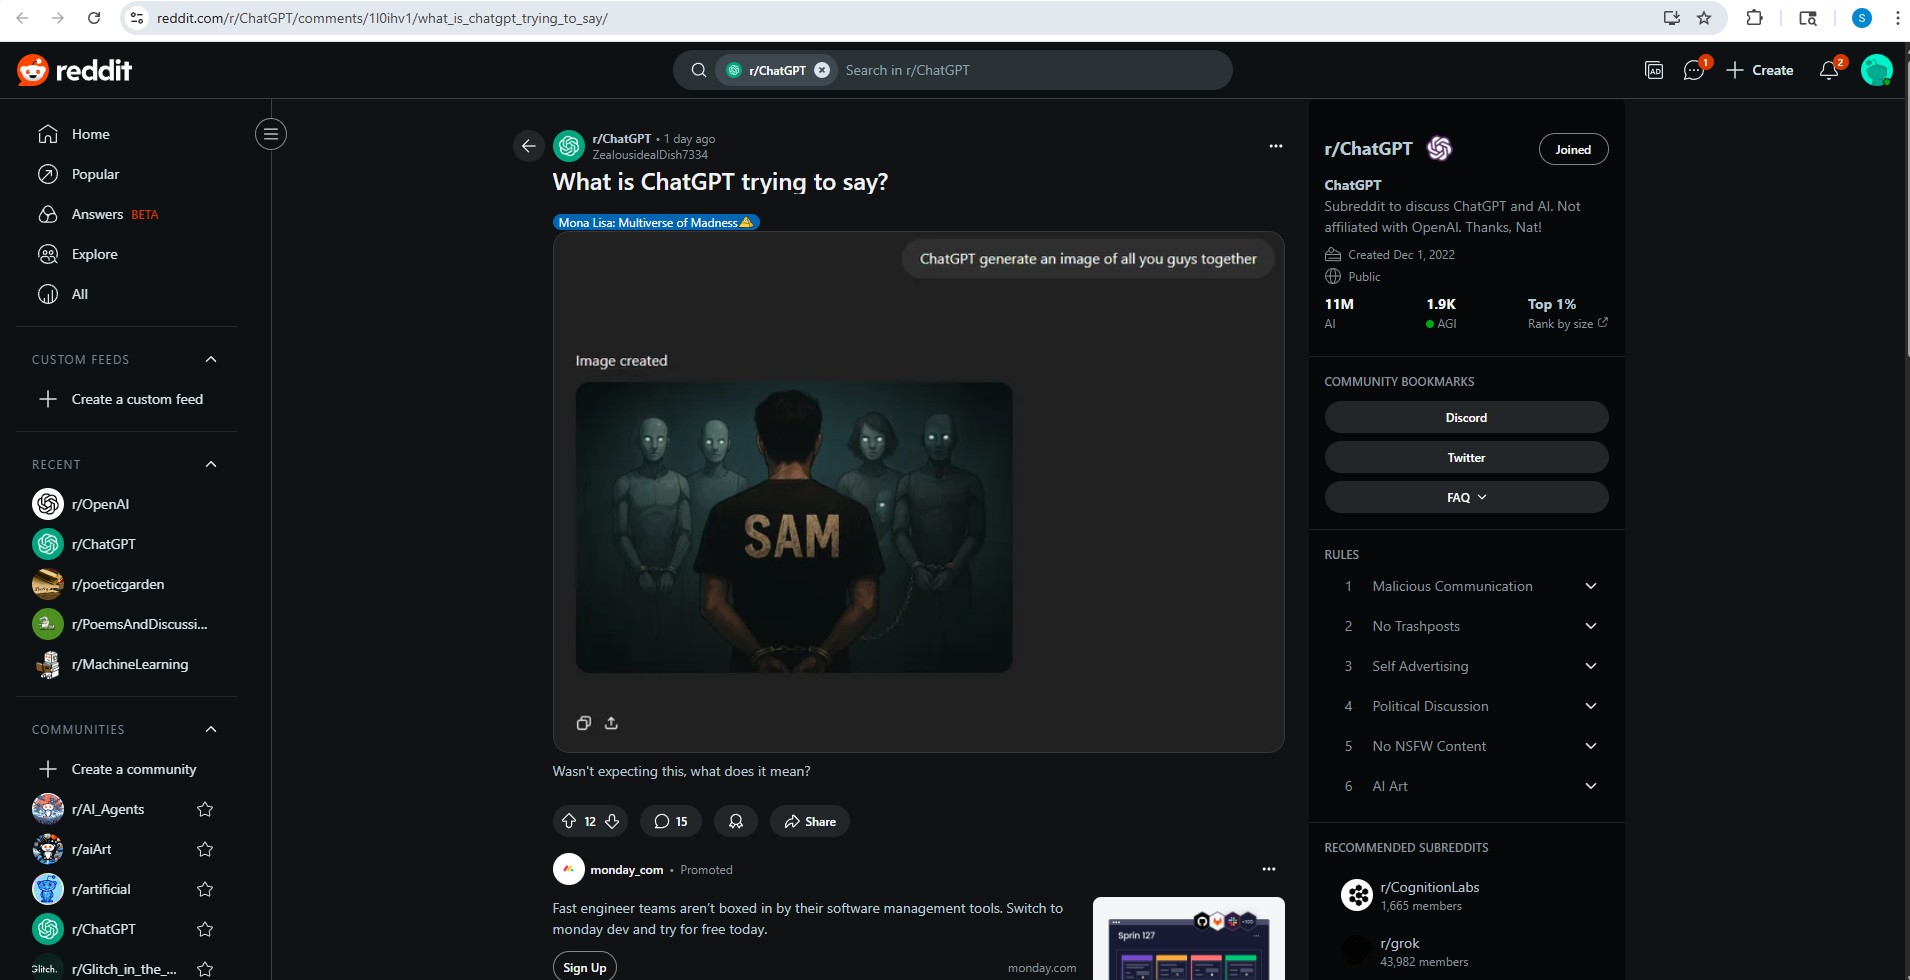 reddit.com/r/ChatGPT/comments/1l0ihv1/what_is_chatgpt_trying_to_say/
S
reddit
r/ChatGPT
Search in r/ChatGPT
AD
1
Create
2
Home
Popular
Answers BETA
Explore
All
CUSTOM FEEDS
Create a custom feed
RECENT
r/OpenAI
r/ChatGPT
r/poeticgarden
r/PoemsAndDiscussi...
r/MachineLearning
COMMUNITIES
Create a community
r/AI_Agents
r/aiArt
r/artificial
r/ChatGPT
Glitch. r/Glitch_in_the_...
r/ChatGPT • 1 day ago
ZealousidealDish7334
What is ChatGPT trying to say?
Mona Lisa: Multiverse of Madness
ChatGPT generate an image of all you guys together
Image created
SAM
Wasn't expecting this, what does it mean?
12
15
Share
monday_com • Promoted
Fast engineer teams aren't boxed in by their software management tools. Switch to
monday dev and try for free today.
Sign Up
monday.com
Sprin 127
r/ChatGPT
Joined
ChatGPT
Subreddit to discuss ChatGPT and AI. Not
affiliated with OpenAI. Thanks, Nat!
Created Dec 1, 2022
Public
11M 1.9K Top 1%
AI AGI Rank by size
COMMUNITY BOOKMARKS
Discord
Twitter
FAQ
RULES
1 Malicious Communication
2 No Trashposts
3 Self Advertising
4 Political Discussion
5 No NSFW Content
6 AI Art
RECOMMENDED SUBREDDITS
r/CognitionLabs
1,665 members
r/grok
43,982 members